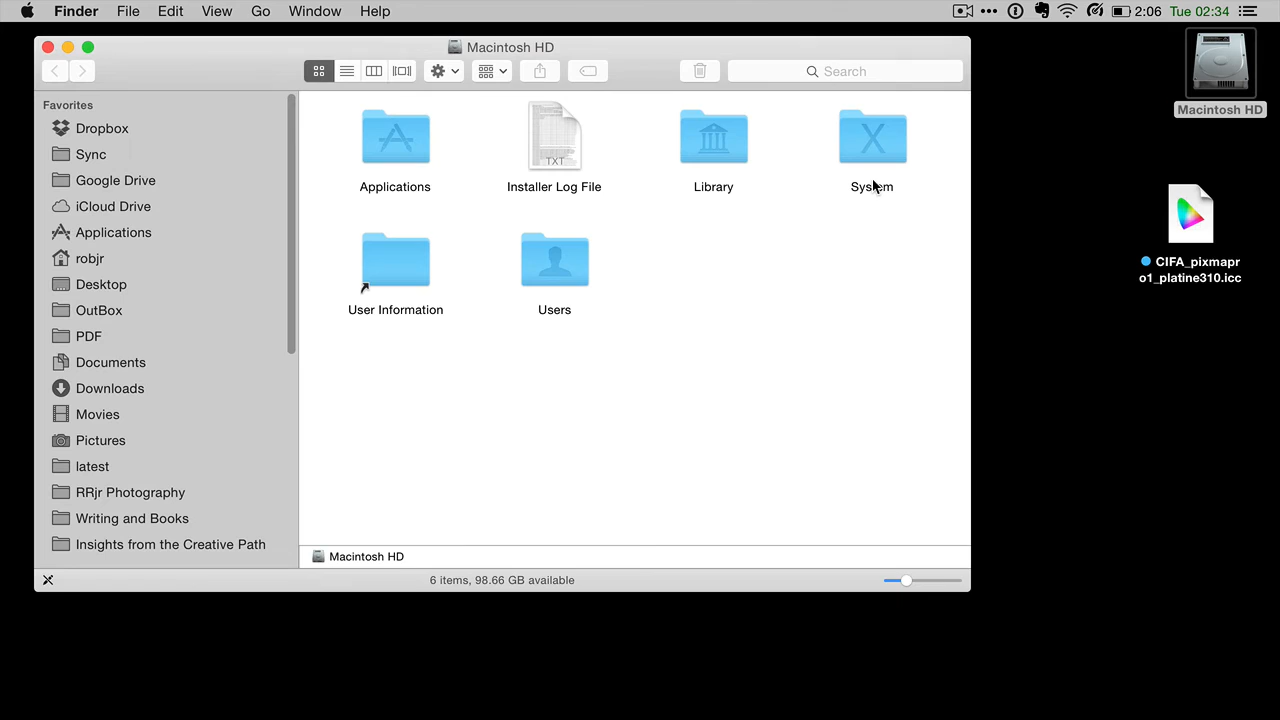 Finder File Edit View Go Window Help 2:06 Tue 02:34
Macintosh HD
Search
Favorites
Dropbox
Sync
Google Drive
iCloud Drive
Applications
robjr
Desktop
OutBox
PDF
Documents
Downloads
Movies
Pictures
latest
RRjr Photography
Writing and Books
Insights from the Creative Path
TXT
Applications Installer Log File Library System
User Information Users
Macintosh HD
6 items, 98.66 GB available
Macintosh HD
CIFA_pixmapr
o1_platine310.icc